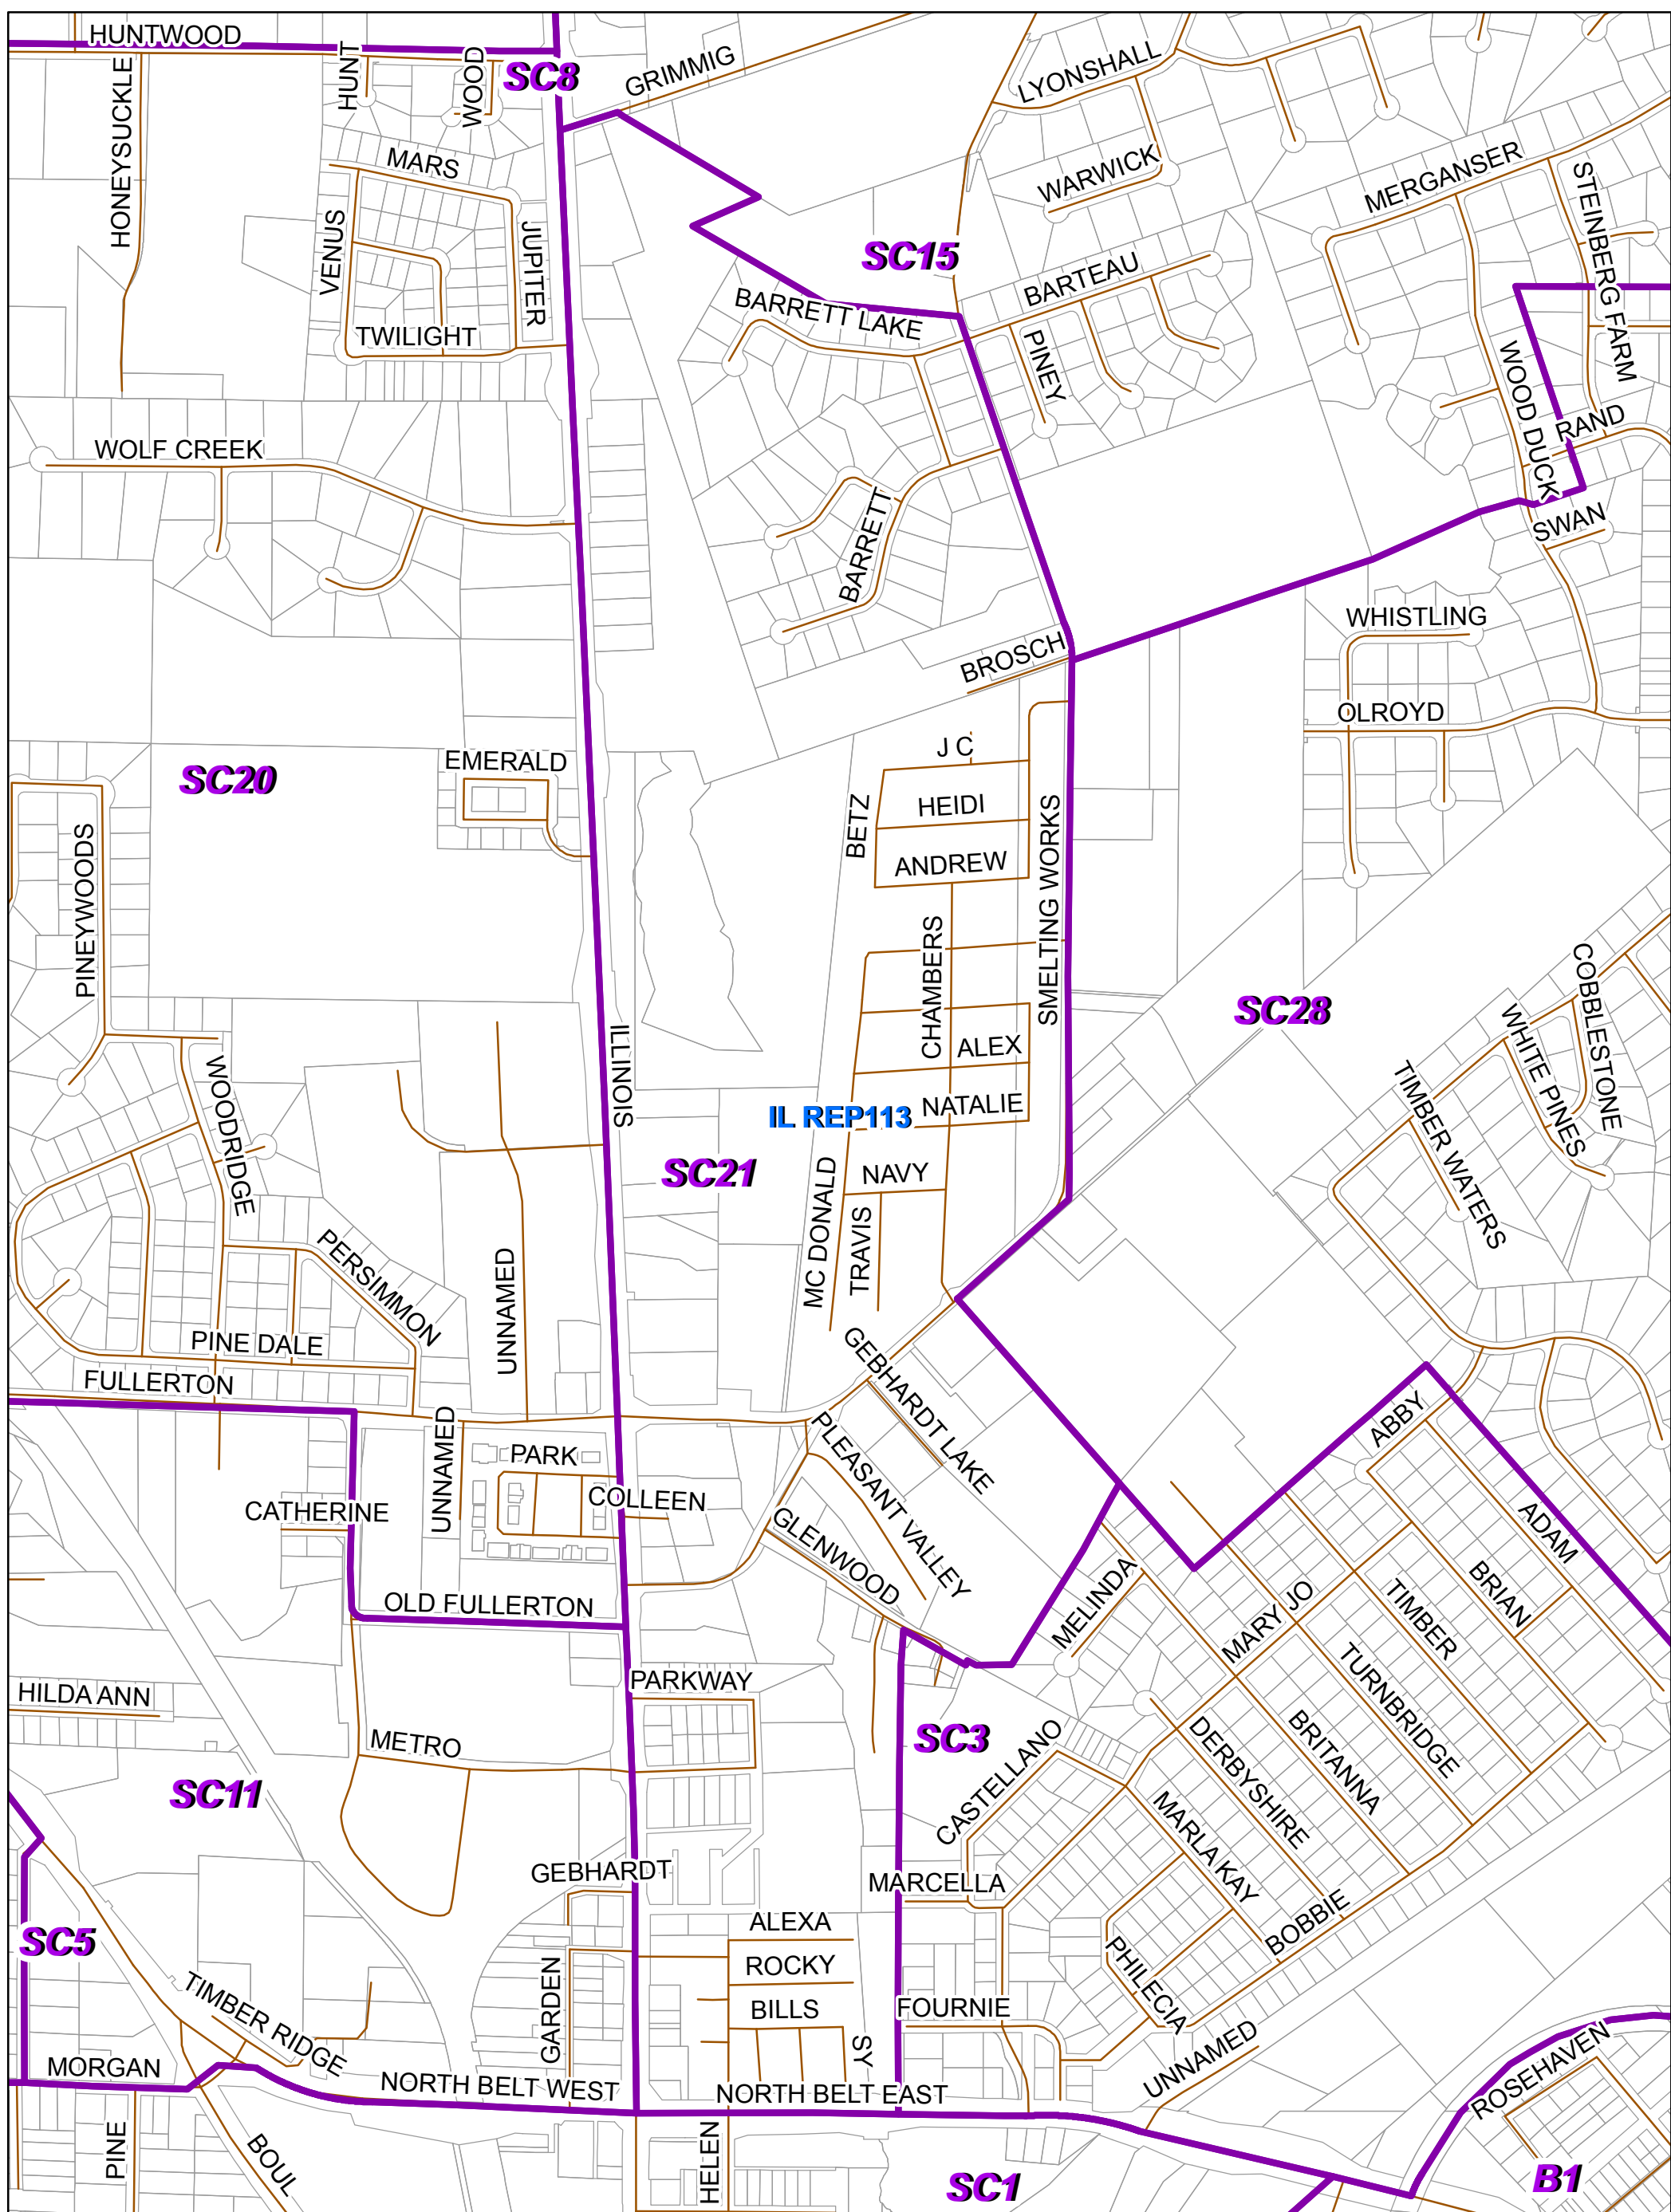 HUNTWOOD
HONEYSUCKLE
HUNT
WOOD
SC8
GRIMMIG
LYONSHALL
WARWICK
MERGANSER
STEINBERG FARM
MARS
VENUS
JUPITER
TWILIGHT
SC15
BARTEAU
BARRETT LAKE
PINEY
WOOD DUCK
RAND
SWAN
WOLF CREEK
BARRETT
WHISTLING
BROSCH
OLROYD
SC20
EMERALD
J C
BETZ
HEIDI
ANDREW
SMELTING WORKS
PINEYWOODS
CHAMBERS
COBBLESTONE
SC28
WHITE PINES
ILLINOIS
ALEX
WOODRIDGE
TIMBER WATERS
IL REP113
NATALIE
SC21
NAVY
MC DONALD
TRAVIS
PERSIMMON
UNNAMED
PINE DALE
GEBHARDT LAKE
FULLERTON
ABBY
UNNAMED
PARK
PLEASANT VALLEY
CATHERINE
COLLEEN
GLENWOOD
ADAM
OLD FULLERTON
MELINDA
BRIAN
TIMBER
MARY JO
TURNBRIDGE
HILDA ANN
PARKWAY
METRO
SC3
CASTELLANO
DERBYSHIRE
BRITANNA
SC11
MARLA KAY
GEBHARDT
MARCELLA
SC5
ALEXA
BOBBIE
ROCKY
PHILECIA
GARDEN
BILLS
FOURNIE
TIMBER RIDGE
SY
UNNAMED
ROSEHAVEN
MORGAN
NORTH BELT WEST
NORTH BELT EAST
PINE
BOUL
HELEN
SC1
B1